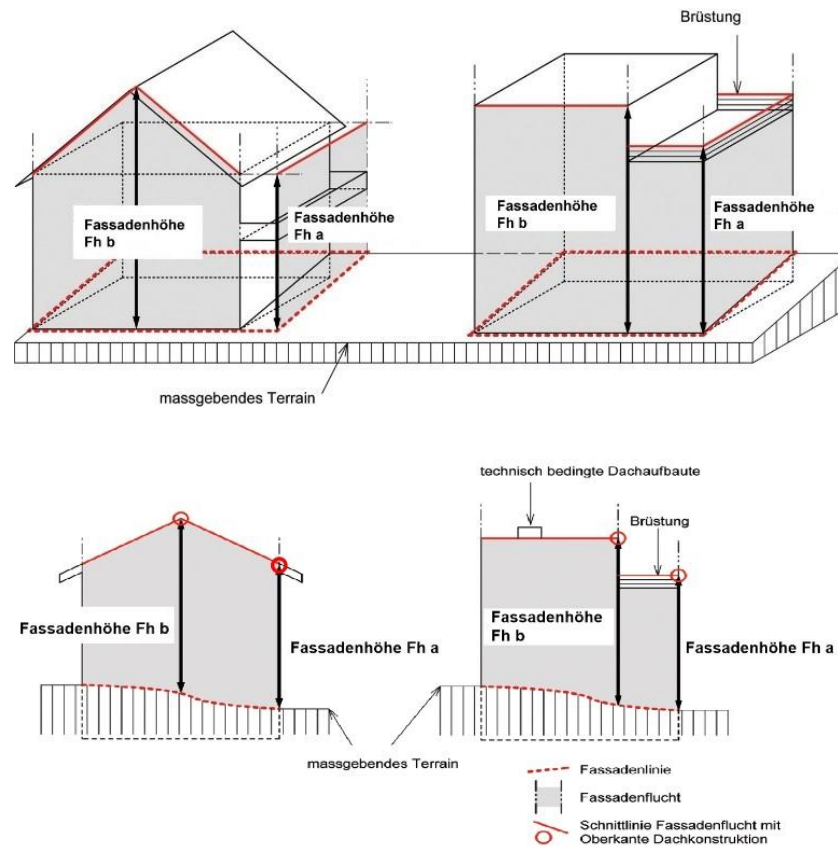 Brüstung
Fassadenhöhe
Fh b
Fassadenhöhe
Fh a
Fassadenhöhe
Fh b
Fassadenhöhe
Fh a
massgebendes Terrain
technisch bedingte Dachaufbaute
Brüstung
Fassadenhöhe Fh b
Fassadenhöhe Fh a
Fassadenhöhe
Fh b
Fassadenhöhe Fh a
massgebendes Terrain
Fassadenlinie
Fassadenflucht
Schnittlinie Fassadenflucht mit
Oberkante Dachkonstruktion